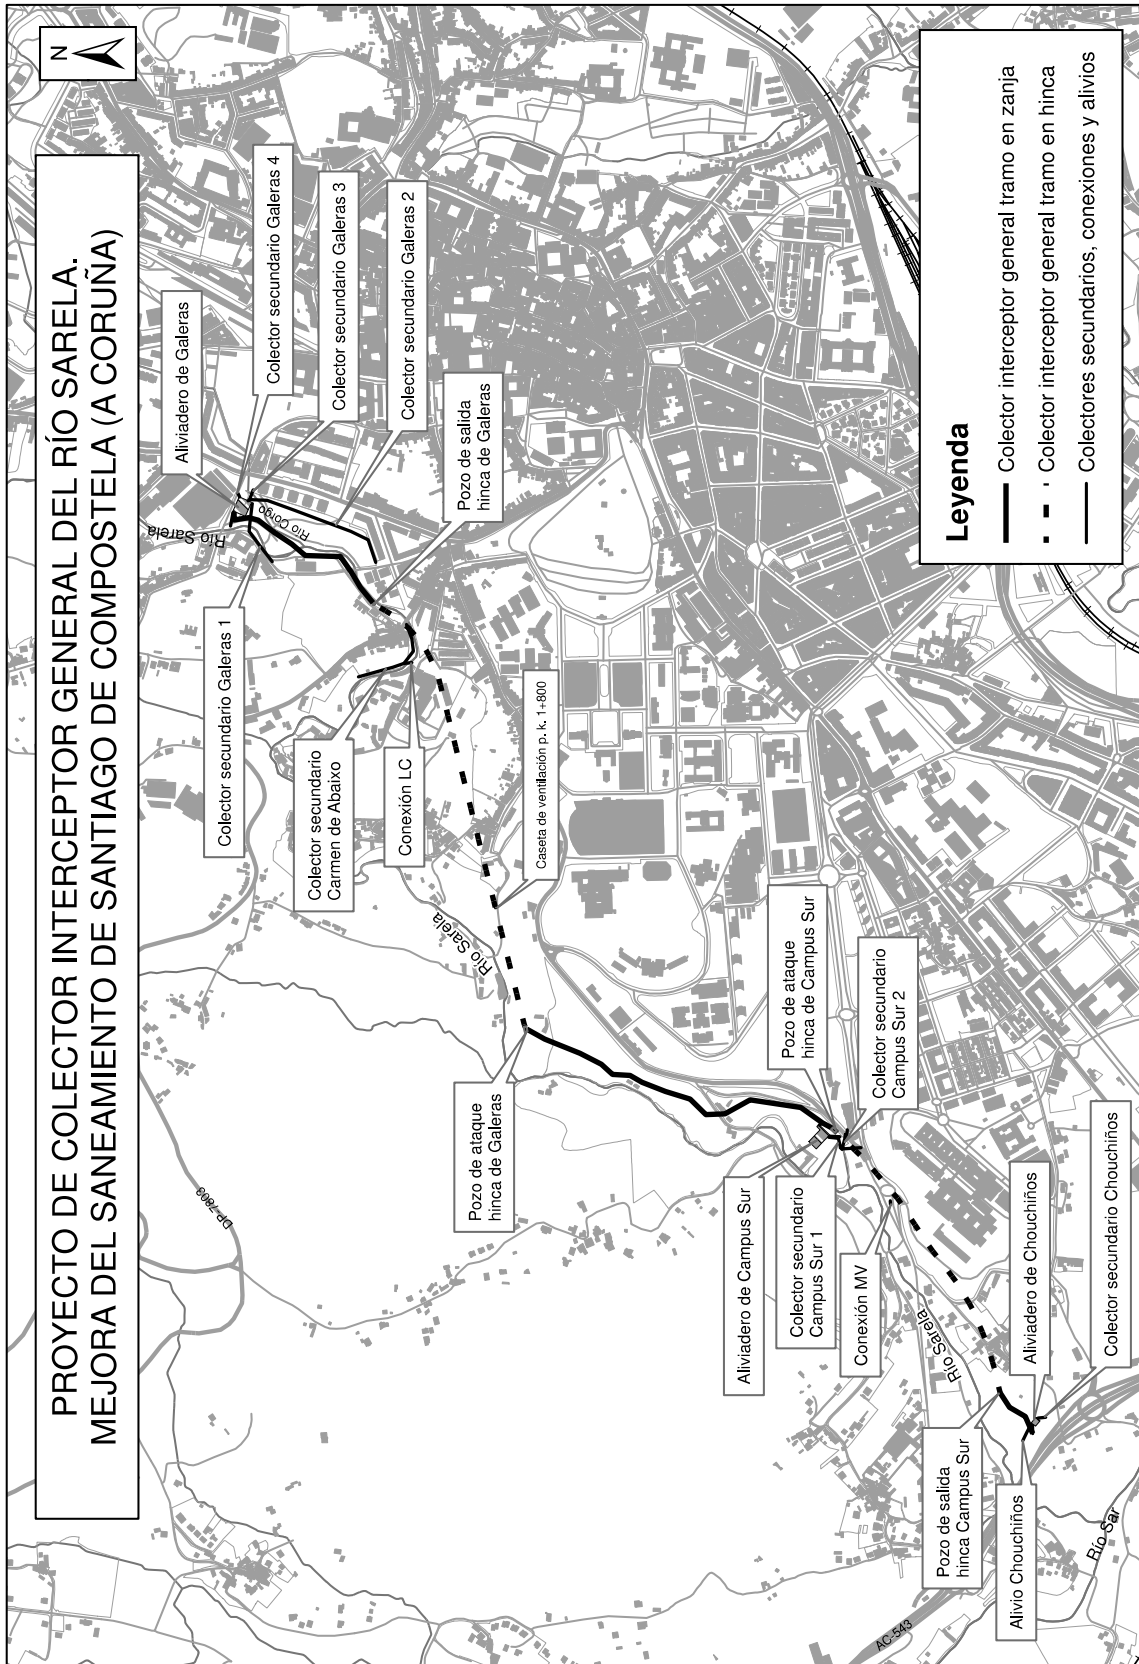 PROYECTO DE COLECTOR INTERCEPTOR GENERAL DEL RÍO SARELA.
MEJORA DEL SANEAMIENTO DE SANTIAGO DE COMPOSTELA (A CORUÑA)
N
Aliviadero de Galeras
Colector secundario Galeras 4
Colector secundario Galeras 3
Colector secundario Galeras 2
Pozo de salida
hinca de Galeras
Río Sarela
Río Corgo
Colector secundario Galeras 1
Colector secundario
Carmen de Abaixo
Conexión LC
Caseta de ventilación p. k. 1+800
Río Sarela
DP-7803
Pozo de ataque
hinca de Galeras
Pozo de ataque
hinca de Campus Sur
Colector secundario
Campus Sur 2
Aliviadero de Campus Sur
Colector secundario
Campus Sur 1
Conexión MV
Río Sarela
Aliviadero de Chouchiños
Colector secundario Chouchiños
Pozo de salida
hinca Campus Sur
Alivio Chouchiños
Río Sar
AC-543
Leyenda
Colector interceptor general tramo en zanja
Colector interceptor general tramo en hinca
Colectores secundarios, conexiones y alivios